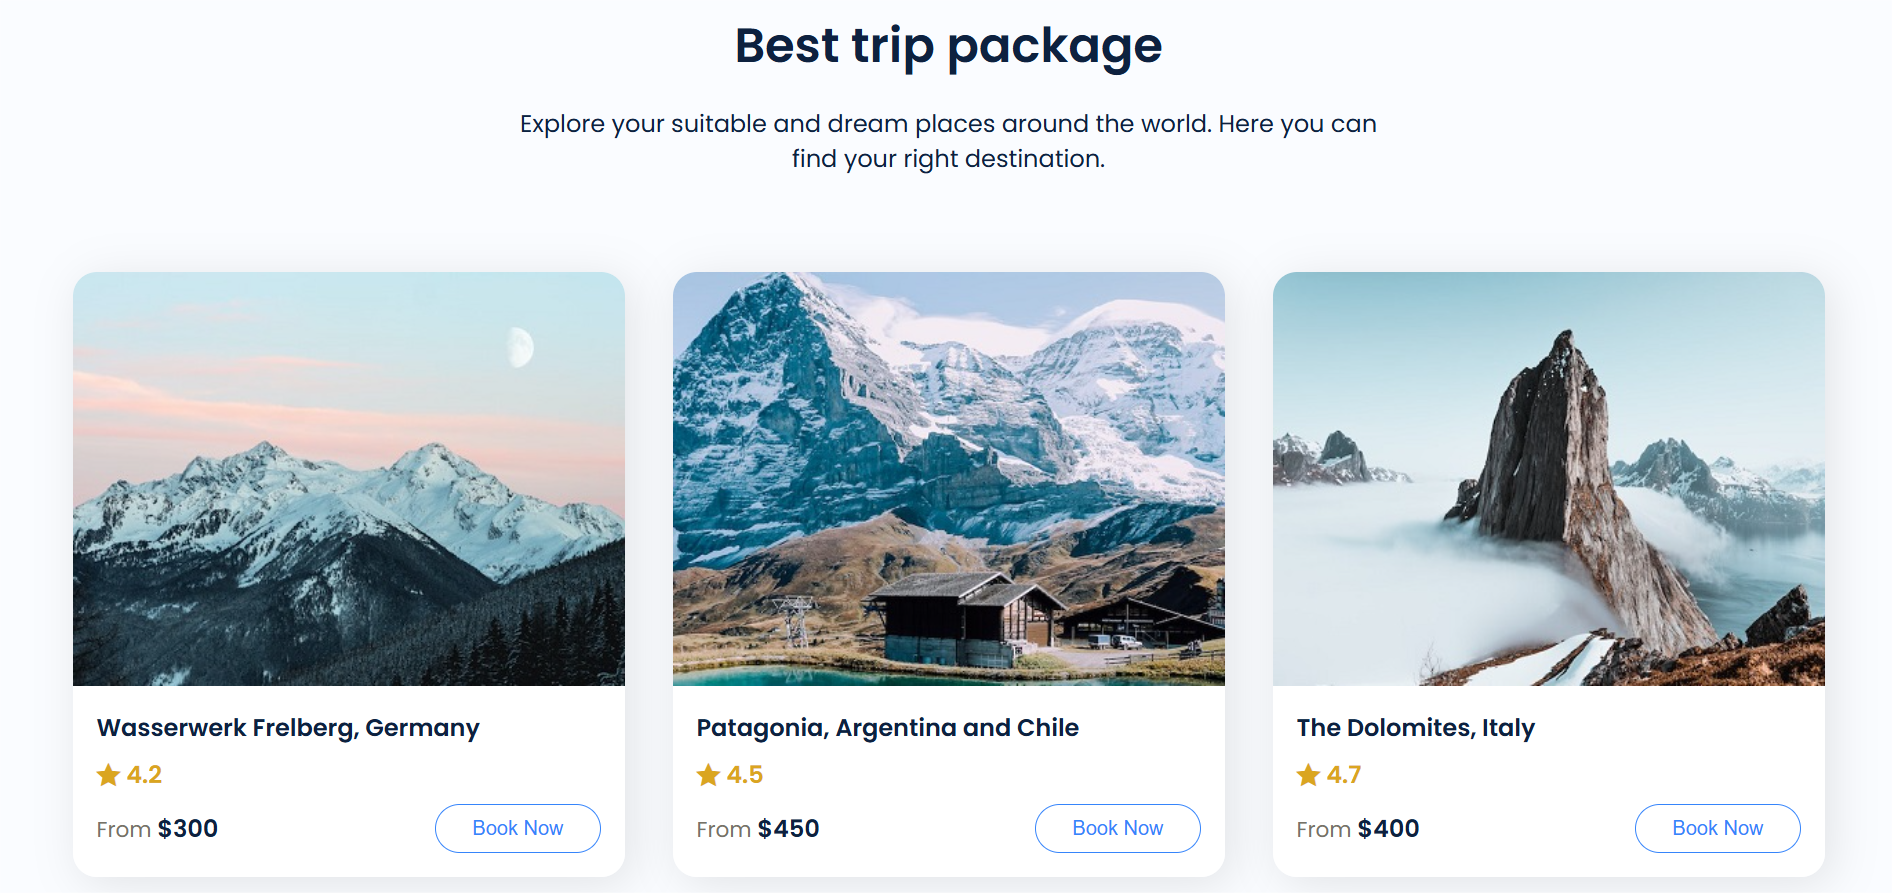 Best trip package
Explore your suitable and dream places around the world. Here you can
find your right destination.
Wasserwerk Frelberg, Germany
4.2
From $300
Book Now
Patagonia, Argentina and Chile
4.5
From $450
Book Now
The Dolomites, Italy
4.7
From $400
Book Now